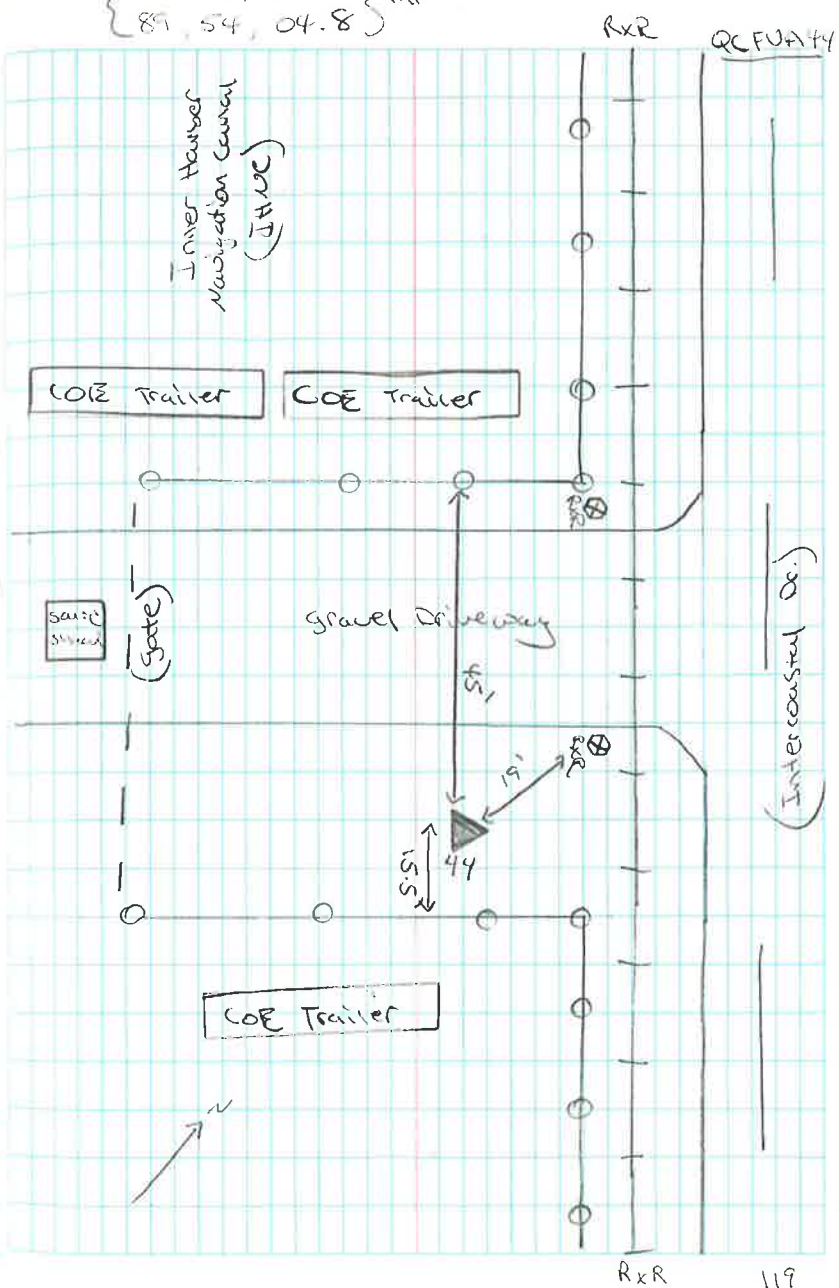 {89, 54, 04.8}
RxR
QCFUA44
Inner Harbor
Navigation Canal
(IHNC)
COE Trailer
COE Trailer
RxR
(gate)
gravel Driveway
45'
RxR
19'
44
5.5'
(Intercoastal Dr.)
COE Trailer
N
RxR
119